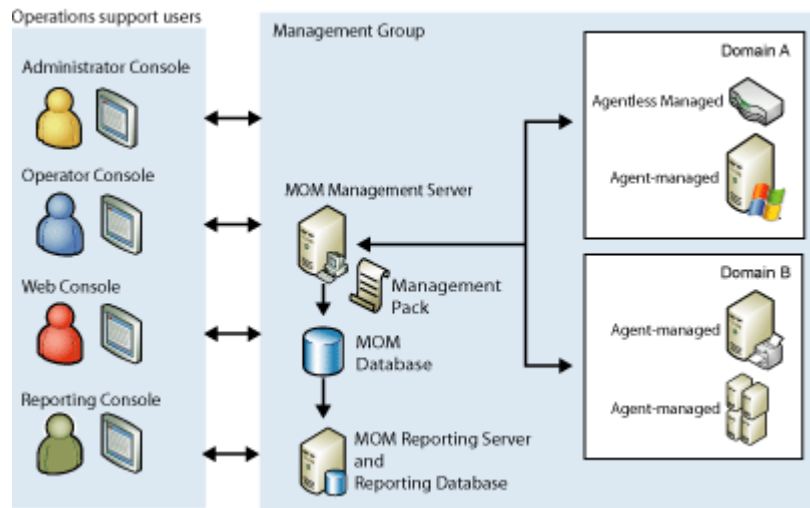 Operations support users
Administrator Console
Operator Console
Web Console
Reporting Console
Management Group
MOM Management Server
Management
Pack
MOM
Database
MOM Reporting Server
and
Reporting Database
Domain A
Agentless Managed
Agent-managed
Domain B
Agent-managed
Agent-managed